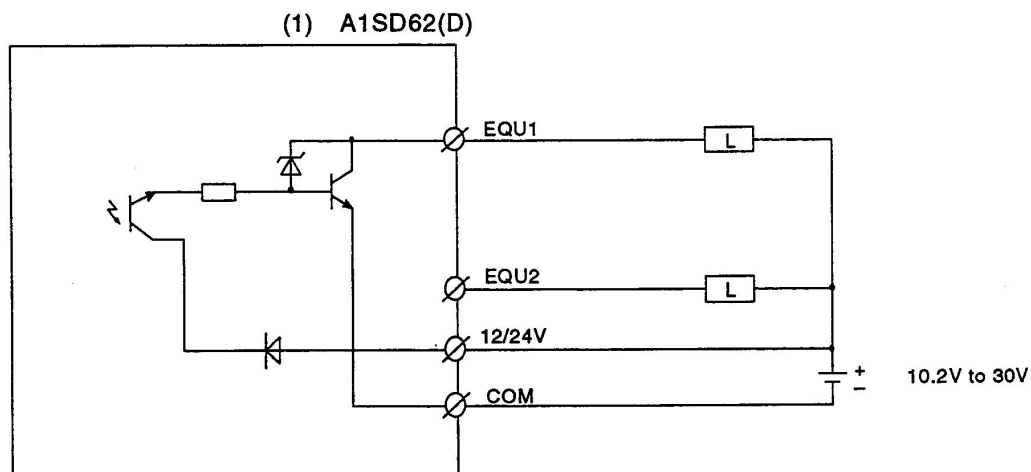 (1) A1SD62(D)
EQU1
L
EQU2
L
12/24V
+
−
10.2V to 30V
COM